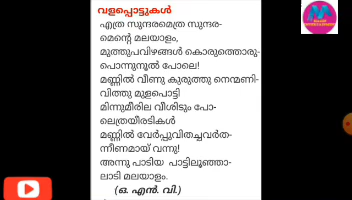 വളപ്പൊട്ടുകൾ
എത്ര സുന്ദരമെത്ര സുന്ദര-
മെന്റെ മലയാളം,
മുത്തുപവിഴങ്ങൾ കൊരുത്തൊരു-
പൊന്നുനൂൽ പോലെ!
മണ്ണിൽ വീണു കുരുത്തു നെന്മണി-
വിത്തു മുളപൊട്ടി
മിന്നുമീരില വീശിടും പോ-
ലെത്രയീരടികൾ
മണ്ണിൽ വേർപ്പുവിതച്ചവർത-
ന്നീണമായ് വന്നു!
അന്നു പാടിയ പാട്ടിലൂഞ്ഞാ-
ലാടി മലയാളം.
(ഒ. എൻ. വി.)